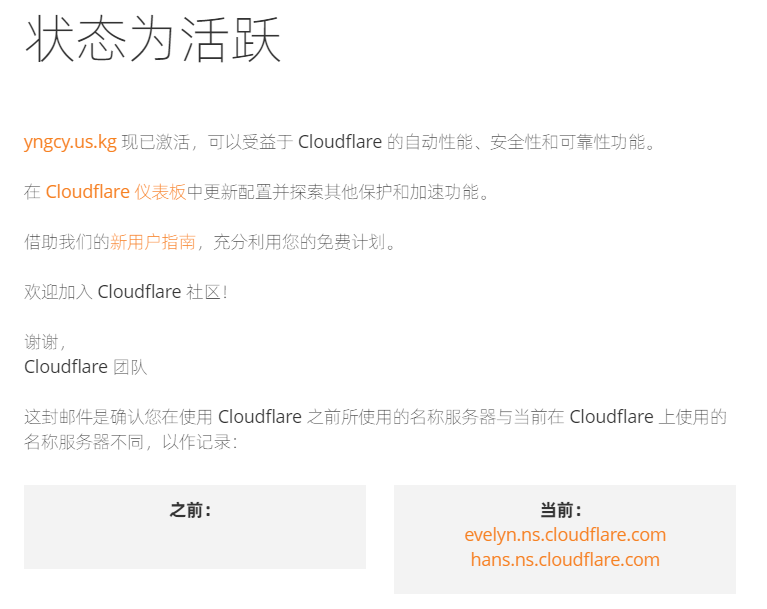 状态为活跃
yngcy.us.kg 现已激活，可以受益于 Cloudflare 的自动性能、安全性和可靠性功能。
在 Cloudflare 仪表板中更新配置并探索其他保护和加速功能。
借助我们的新用户指南，充分利用您的免费计划。
欢迎加入 Cloudflare 社区！
谢谢，
Cloudflare 团队
这封邮件是确认您在使用 Cloudflare 之前所使用的名称服务器与当前在 Cloudflare 上使用的
名称服务器不同，以作记录：
之前：
当前：
evelyn.ns.cloudflare.com
hans.ns.cloudflare.com